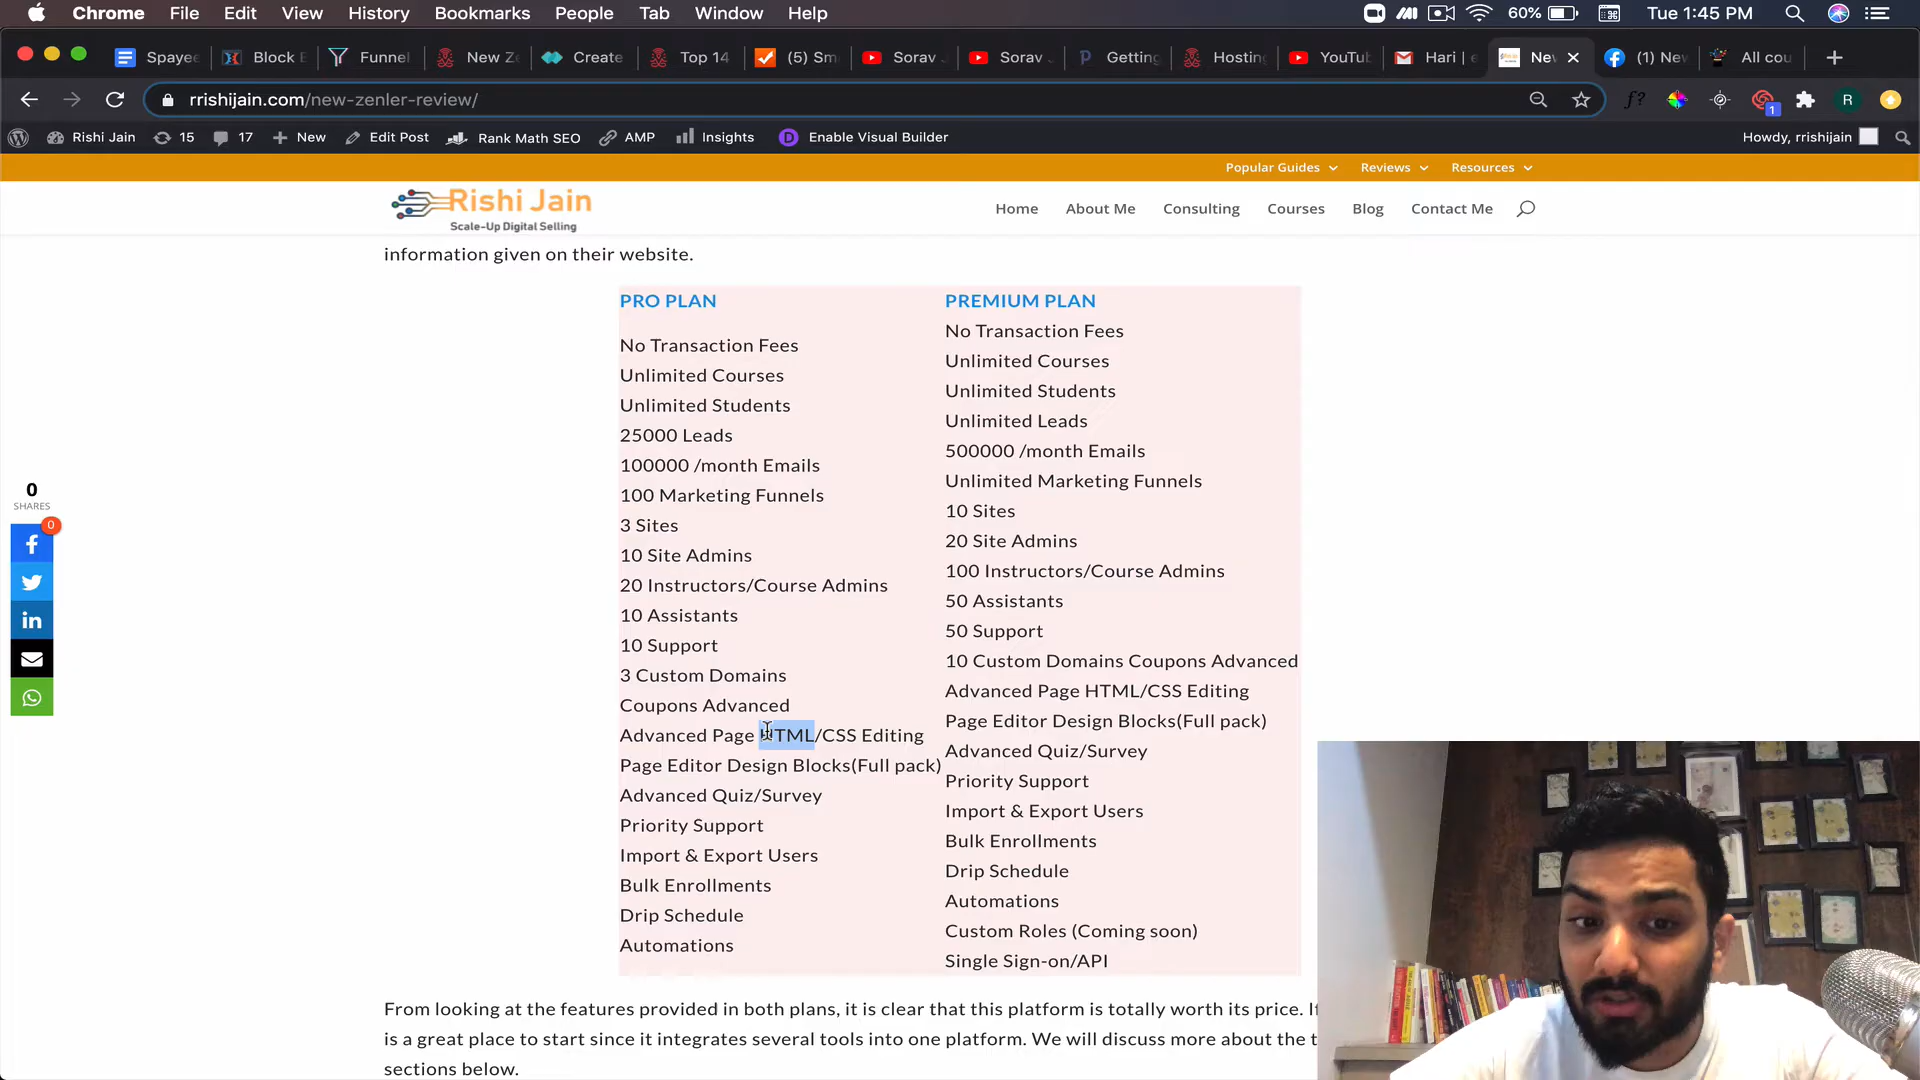 Chrome File Edit View History Bookmarks People Tab Window Help 60% Tue 1:45 PM
Spayee Block Funnel New Ze Create Top 14 (5) Sm Sorav Sorav Getting Hosting YouTu Hari | e New (1) New All cou
rrishijain.com/new-zenler-review/ f? 1 R
Rishi Jain 15 17 New Edit Post Rank Math SEO AMP Insights Enable Visual Builder Howdy, rrishijain
Popular Guides Reviews Resources
Rishi Jain
Scale-Up Digital Selling
Home About Me Consulting Courses Blog Contact Me
information given on their website.
PRO PLAN
No Transaction Fees
Unlimited Courses
Unlimited Students
25000 Leads
100000 /month Emails
100 Marketing Funnels
3 Sites
10 Site Admins
20 Instructors/Course Admins
10 Assistants
10 Support
3 Custom Domains
Coupons Advanced
Advanced Page HTML/CSS Editing
Page Editor Design Blocks(Full pack)
Advanced Quiz/Survey
Priority Support
Import & Export Users
Bulk Enrollments
Drip Schedule
Automations
PREMIUM PLAN
No Transaction Fees
Unlimited Courses
Unlimited Students
Unlimited Leads
500000 /month Emails
Unlimited Marketing Funnels
10 Sites
20 Site Admins
100 Instructors/Course Admins
50 Assistants
50 Support
10 Custom Domains Coupons Advanced
Advanced Page HTML/CSS Editing
Page Editor Design Blocks(Full pack)
Advanced Quiz/Survey
Priority Support
Import & Export Users
Bulk Enrollments
Drip Schedule
Automations
Custom Roles (Coming soon)
Single Sign-on/API
0
SHARES
0
From looking at the features provided in both plans, it is clear that this platform is totally worth its price. If
is a great place to start since it integrates several tools into one platform. We will discuss more about the t
sections below.